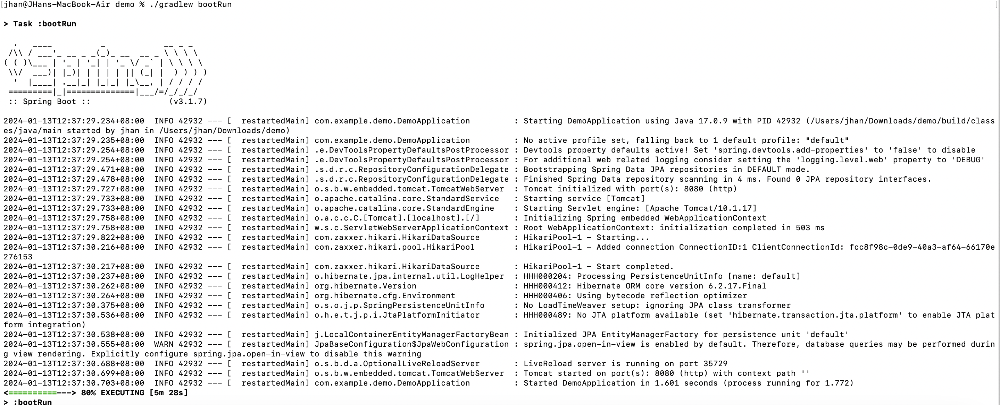 [jhan@JHans-MacBook-Air demo % ./gradlew bootRun ]
> Task :bootRun
  .   ____          _            __ _ _
 /\\ / ___'_ __ _ _(_)_ __  __ _ \ \ \ \
( ( )\___ | '_ | '_| | '_ \/ _` | \ \ \ \
 \\/  ___)| |_)| | | | | || (_| |  ) ) ) )
  '  |____| .__|_| |_|_| |_\__, | / / / /
 =========|_|==============|___/=/_/_/_/
 :: Spring Boot ::                (v3.1.7)
2024-01-13T12:37:29.234+08:00  INFO 42932 --- [  restartedMain] com.example.demo.DemoApplication         : Starting DemoApplication using Java 17.0.9 with PID 42932 (/Users/jhan/Downloads/demo/build/class
es/java/main started by jhan in /Users/jhan/Downloads/demo)
2024-01-13T12:37:29.235+08:00  INFO 42932 --- [  restartedMain] com.example.demo.DemoApplication         : No active profile set, falling back to 1 default profile: "default"
2024-01-13T12:37:29.254+08:00  INFO 42932 --- [  restartedMain] .e.DevToolsPropertyDefaultsPostProcessor : Devtools property defaults active! Set 'spring.devtools.add-properties' to 'false' to disable
2024-01-13T12:37:29.254+08:00  INFO 42932 --- [  restartedMain] .e.DevToolsPropertyDefaultsPostProcessor : For additional web related logging consider setting the 'logging.level.web' property to 'DEBUG'
2024-01-13T12:37:29.471+08:00  INFO 42932 --- [  restartedMain] .s.d.r.c.RepositoryConfigurationDelegate : Bootstrapping Spring Data JPA repositories in DEFAULT mode.
2024-01-13T12:37:29.478+08:00  INFO 42932 --- [  restartedMain] .s.d.r.c.RepositoryConfigurationDelegate : Finished Spring Data repository scanning in 4 ms. Found 0 JPA repository interfaces.
2024-01-13T12:37:29.727+08:00  INFO 42932 --- [  restartedMain] o.s.b.w.embedded.tomcat.TomcatWebServer  : Tomcat initialized with port(s): 8080 (http)
2024-01-13T12:37:29.733+08:00  INFO 42932 --- [  restartedMain] o.apache.catalina.core.StandardService   : Starting service [Tomcat]
2024-01-13T12:37:29.733+08:00  INFO 42932 --- [  restartedMain] o.apache.catalina.core.StandardEngine    : Starting Servlet engine: [Apache Tomcat/10.1.17]
2024-01-13T12:37:29.758+08:00  INFO 42932 --- [  restartedMain] o.a.c.c.C.[Tomcat].[localhost].[/]       : Initializing Spring embedded WebApplicationContext
2024-01-13T12:37:29.758+08:00  INFO 42932 --- [  restartedMain] w.s.c.ServletWebServerApplicationContext : Root WebApplicationContext: initialization completed in 503 ms
2024-01-13T12:37:29.822+08:00  INFO 42932 --- [  restartedMain] com.zaxxer.hikari.HikariDataSource       : HikariPool-1 - Starting...
2024-01-13T12:37:30.216+08:00  INFO 42932 --- [  restartedMain] com.zaxxer.hikari.pool.HikariPool        : HikariPool-1 - Added connection ConnectionID:1 ClientConnectionId: fcc8f98c-0de9-40a3-af64-66170e
276153
2024-01-13T12:37:30.217+08:00  INFO 42932 --- [  restartedMain] com.zaxxer.hikari.HikariDataSource       : HikariPool-1 - Start completed.
2024-01-13T12:37:30.237+08:00  INFO 42932 --- [  restartedMain] o.hibernate.jpa.internal.util.LogHelper  : HHH000204: Processing PersistenceUnitInfo [name: default]
2024-01-13T12:37:30.262+08:00  INFO 42932 --- [  restartedMain] org.hibernate.Version                    : HHH000412: Hibernate ORM core version 6.2.17.Final
2024-01-13T12:37:30.264+08:00  INFO 42932 --- [  restartedMain] org.hibernate.cfg.Environment            : HHH000406: Using bytecode reflection optimizer
2024-01-13T12:37:30.375+08:00  INFO 42932 --- [  restartedMain] o.s.o.j.p.SpringPersistenceUnitInfo      : No LoadTimeWeaver setup: ignoring JPA class transformer
2024-01-13T12:37:30.536+08:00  INFO 42932 --- [  restartedMain] o.h.e.t.j.p.i.JtaPlatformInitiator       : HHH000489: No JTA platform available (set 'hibernate.transaction.jta.platform' to enable JTA plat
form integration)
2024-01-13T12:37:30.538+08:00  INFO 42932 --- [  restartedMain] j.LocalContainerEntityManagerFactoryBean : Initialized JPA EntityManagerFactory for persistence unit 'default'
2024-01-13T12:37:30.555+08:00  WARN 42932 --- [  restartedMain] JpaBaseConfiguration$JpaWebConfiguration : spring.jpa.open-in-view is enabled by default. Therefore, database queries may be performed durin
g view rendering. Explicitly configure spring.jpa.open-in-view to disable this warning
2024-01-13T12:37:30.688+08:00  INFO 42932 --- [  restartedMain] o.s.b.d.a.OptionalLiveReloadServer       : LiveReload server is running on port 35729
2024-01-13T12:37:30.699+08:00  INFO 42932 --- [  restartedMain] o.s.b.w.embedded.tomcat.TomcatWebServer  : Tomcat started on port(s): 8080 (http) with context path ''
2024-01-13T12:37:30.703+08:00  INFO 42932 --- [  restartedMain] com.example.demo.DemoApplication         : Started DemoApplication in 1.601 seconds (process running for 1.772)
<==========---> 80% EXECUTING [5m 28s]
> :bootRun